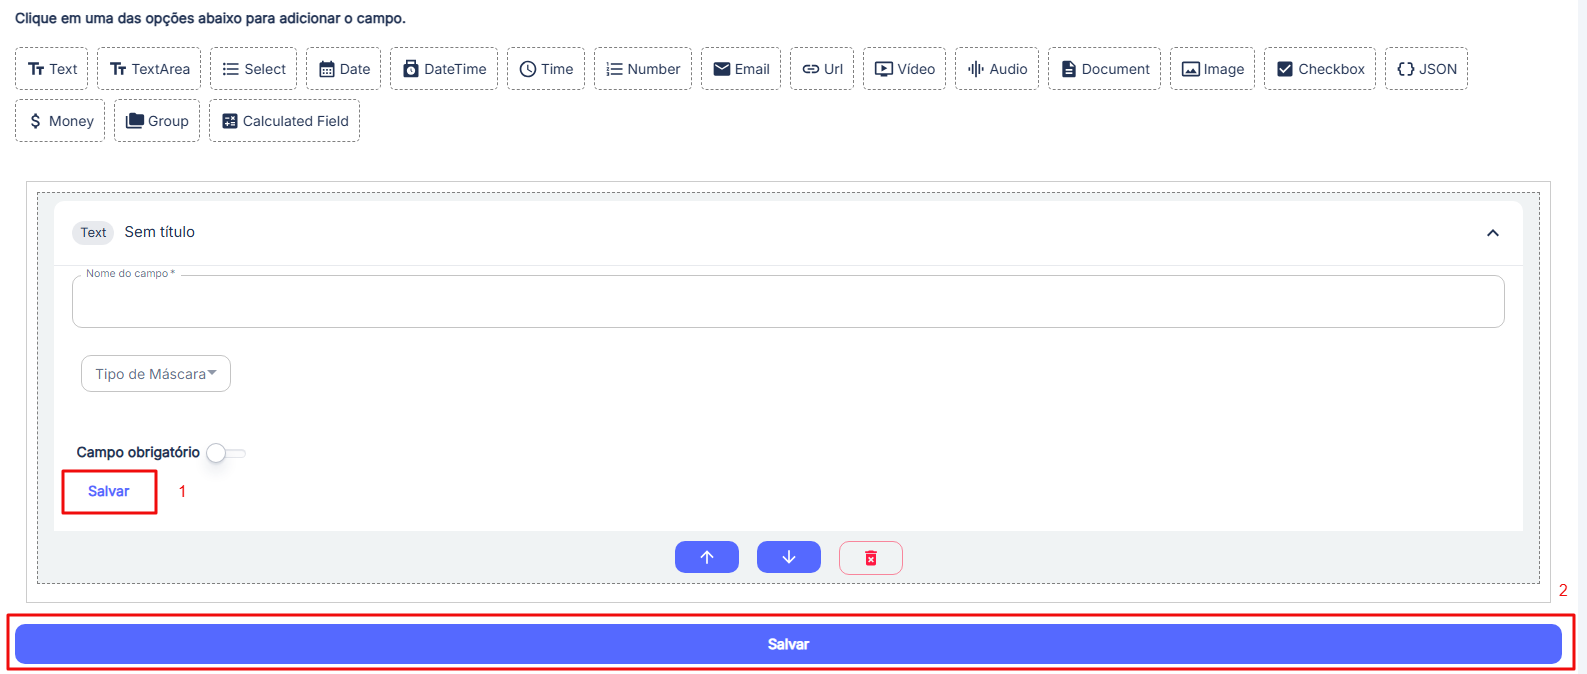 Clique em uma das opções abaixo para adicionar o campo.
Text TextArea Select Date DateTime Time Number Email Url Vídeo Audio Document Image Checkbox JSON
Money Group Calculated Field
Text Sem título
Nome do campo *
Tipo de Máscara
Campo obrigatório
Salvar 1
2
Salvar